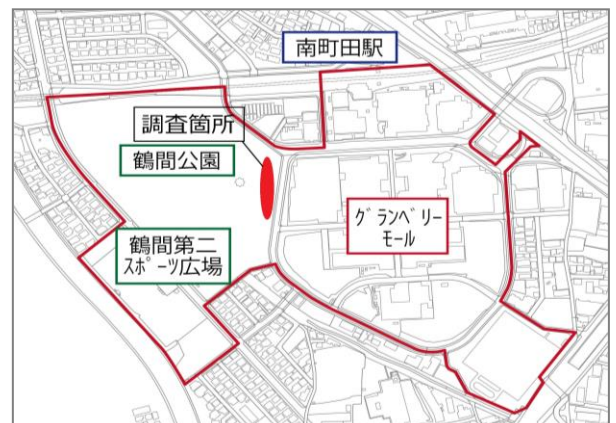 南町田駅
調査箇所
鶴間公園
グランベリー
モール
鶴間第二
スポーツ広場